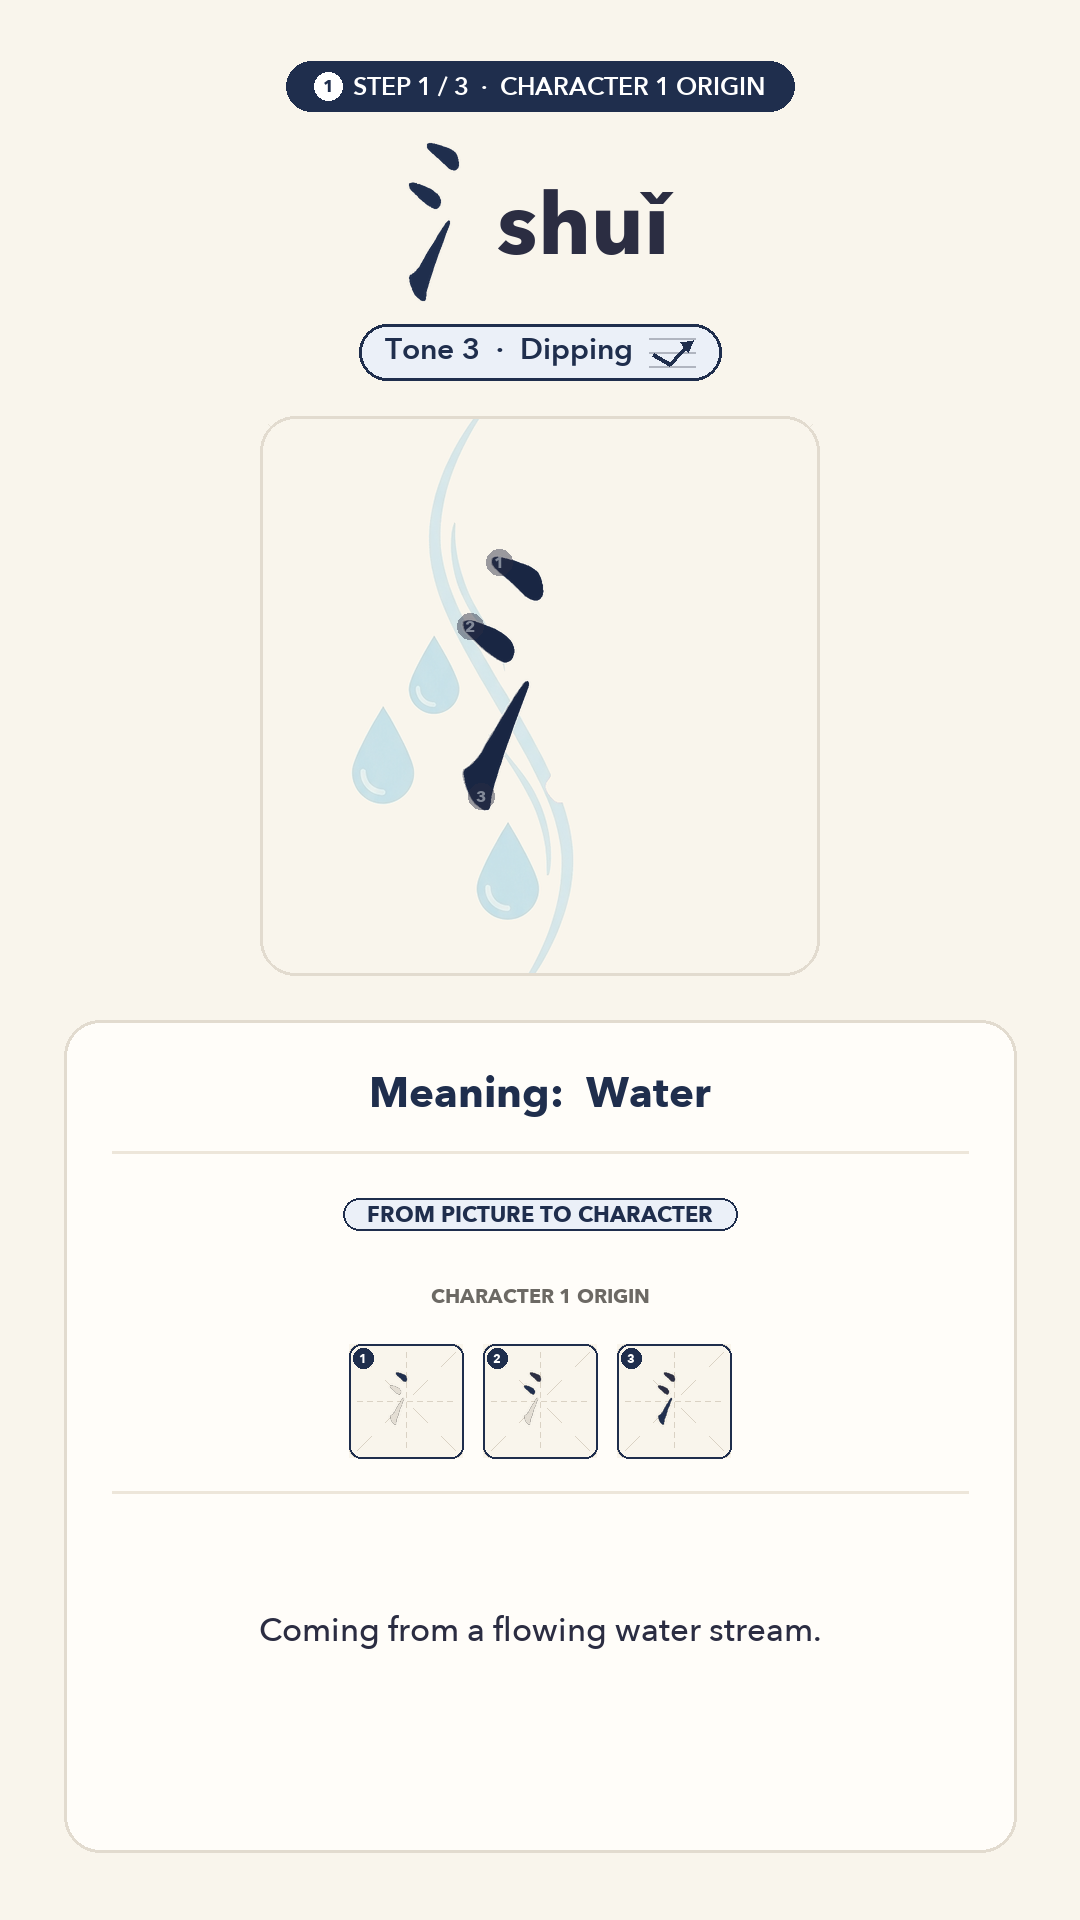 1 STEP 1 / 3 · CHARACTER 1 ORIGIN
氵 shuǐ
Tone 3 · Dipping
1
2
3
Meaning: Water
FROM PICTURE TO CHARACTER
CHARACTER 1 ORIGIN
1 2 3
Coming from a flowing water stream.